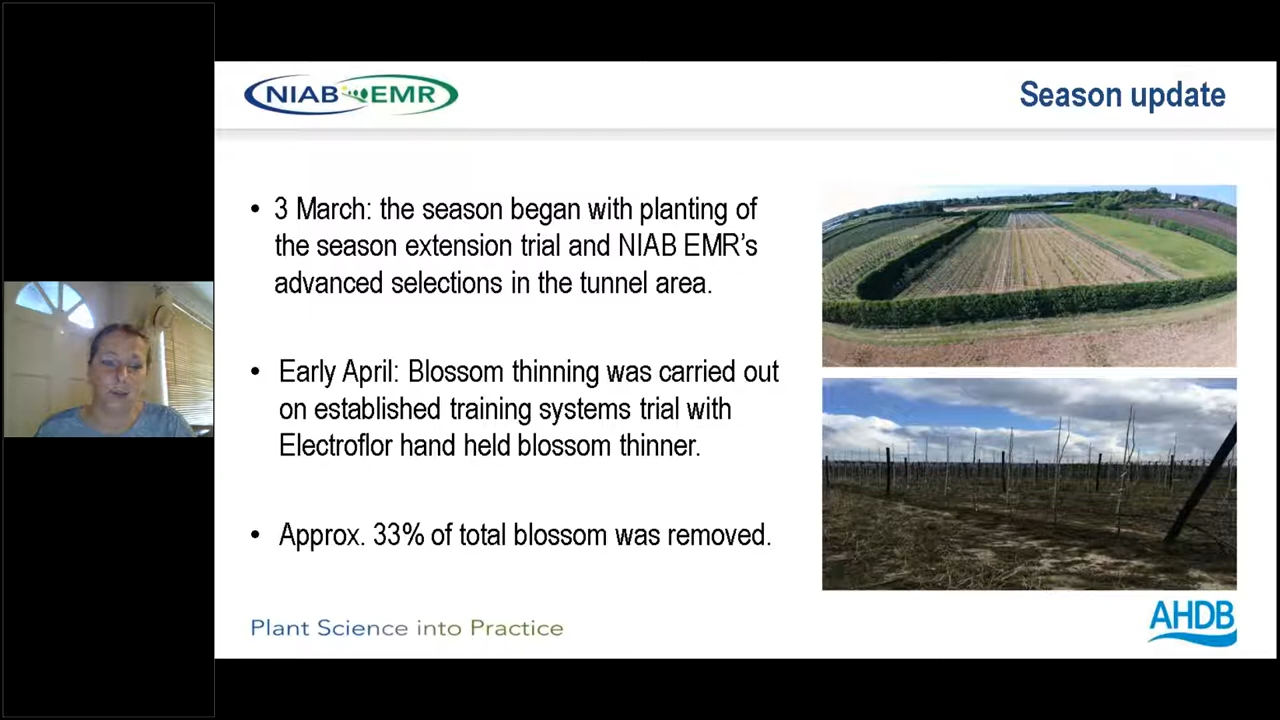 NIAB EMR
Season update
• 3 March: the season began with planting of
the season extension trial and NIAB EMR's
advanced selections in the tunnel area.
• Early April: Blossom thinning was carried out
on established training systems trial with
Electroflor hand held blossom thinner.
• Approx. 33% of total blossom was removed.
Plant Science into Practice
AHDB